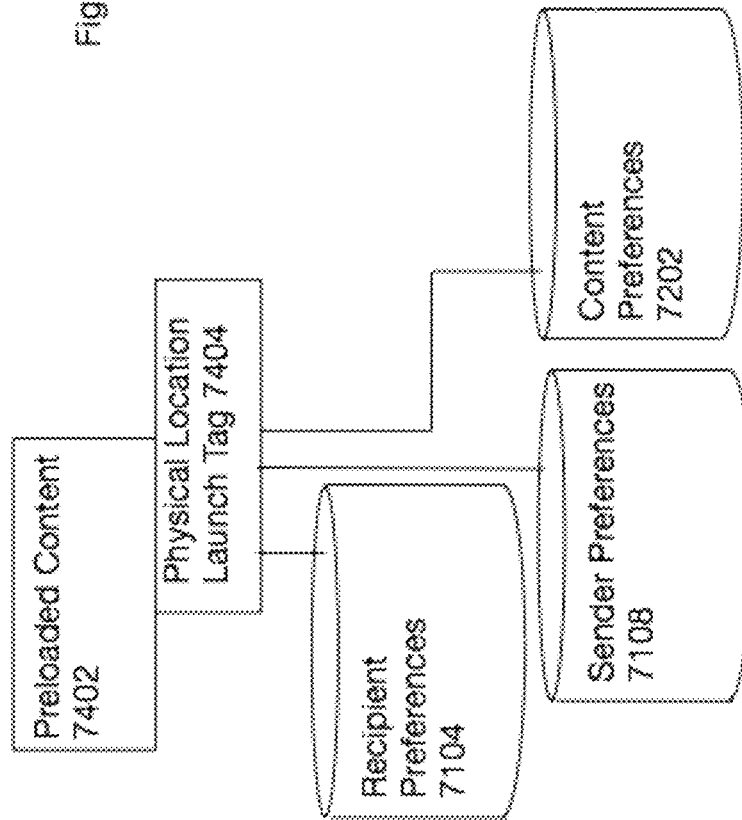 Fig
Preloaded Content
7402
Physical Location
Launch Tag 7404
Recipient
Preferences
7104
Sender Preferences
7108
Content
Preferences
7202